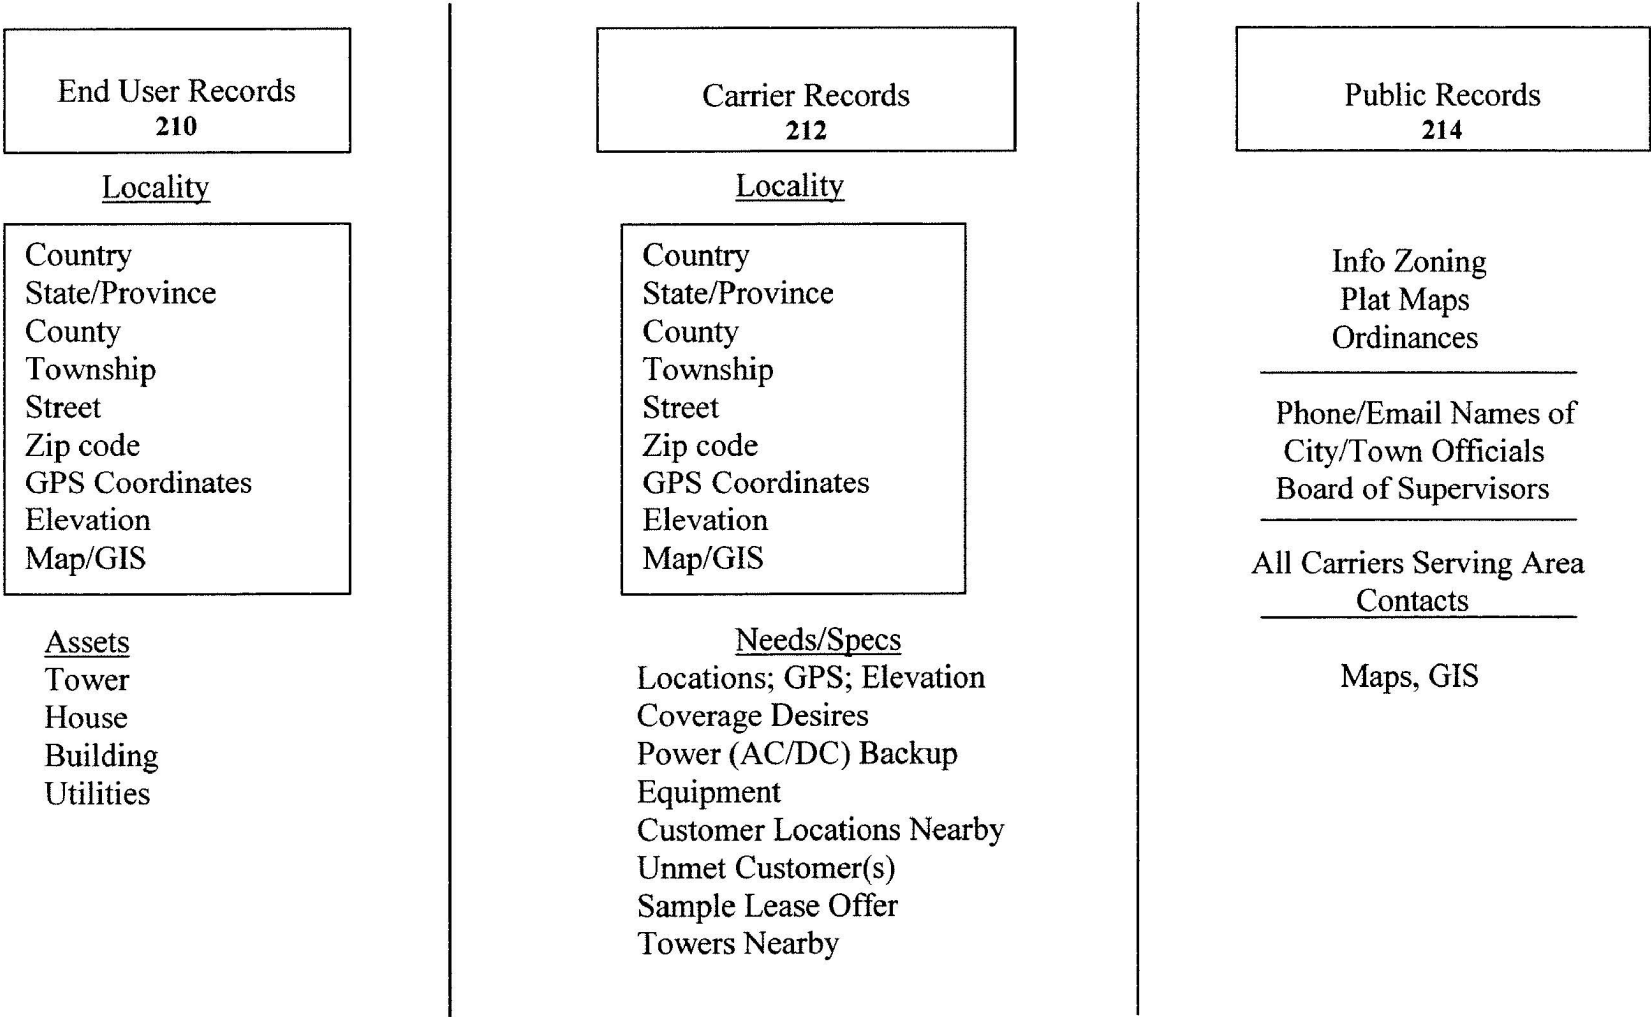 End User Records
210
Locality
Country
State/Province
County
Township
Street
Zip code
GPS Coordinates
Elevation
Map/GIS
Assets
Tower
House
Building
Utilities
Carrier Records
212
Locality
Country
State/Province
County
Township
Street
Zip code
GPS Coordinates
Elevation
Map/GIS
Needs/Specs
Locations; GPS; Elevation
Coverage Desires
Power (AC/DC) Backup
Equipment
Customer Locations Nearby
Unmet Customer(s)
Sample Lease Offer
Towers Nearby
Public Records
214
Info Zoning
Plat Maps
Ordinances
Phone/Email Names of
City/Town Officials
Board of Supervisors
All Carriers Serving Area
Contacts
Maps, GIS